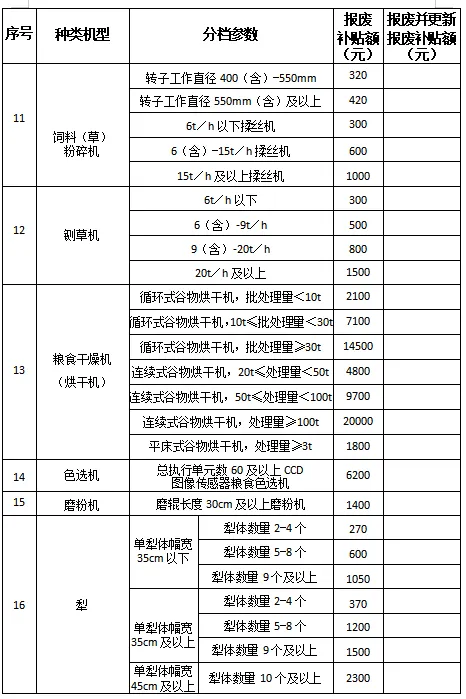 序号 种类机型 分档参数 报废补贴额（元） 报废并更新报废补贴额（元）
11 饲料（草）粉碎机 转子工作直径 400（含）-550mm 320
转子工作直径 550mm（含）及以上 420
6t/h 以下揉丝机 300
6（含）-15t/h 揉丝机 600
15t/h 及以上揉丝机 1000
12 铡草机 6t/h 以下 300
6（含）-9t/h 500
9（含）-20t/h 800
20t/h 及以上 1500
13 粮食干燥机（烘干机） 循环式谷物烘干机，批处理量＜10t 2100
循环式谷物烘干机，10t≤批处理量＜30t 7100
循环式谷物烘干机，批处理量≥30t 14500
连续式谷物烘干机，20t≤处理量＜50t 4800
连续式谷物烘干机，50t≤处理量＜100t 9700
连续式谷物烘干机，处理量≥100t 20000
平床式谷物烘干机，处理量≥3t 1800
14 色选机 总执行单元数 60 及以上 CCD 图像传感器粮食色选机 6200
15 磨粉机 磨辊长度 30cm 及以上磨粉机 1400
16 犁 单犁体幅宽 35cm 以下 犁体数量 2-4 个 270
犁体数量 5-8 个 600
犁体数量 9 个及以上 1050
单犁体幅宽 35cm 及以上 犁体数量 2-4 个 370
犁体数量 5-8 个 1200
犁体数量 9 个及以上 1500
单犁体幅宽 45cm 及以上 犁体数量 10 个及以上 2300